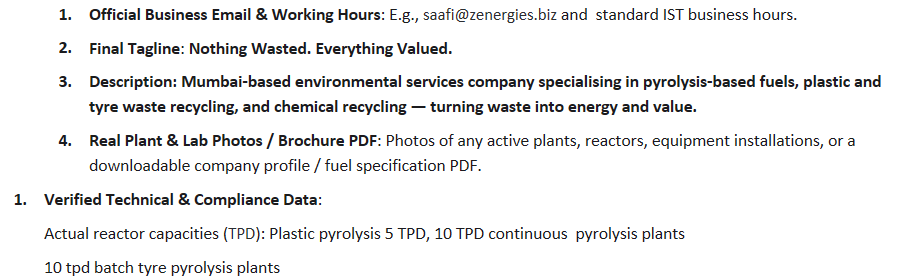 1. Official Business Email & Working Hours: E.g., saafi@zenergies.biz and  standard IST business hours.
2. Final Tagline: Nothing Wasted. Everything Valued.
3. Description: Mumbai-based environmental services company specialising in pyrolysis-based fuels, plastic and
tyre waste recycling, and chemical recycling — turning waste into energy and value.
4. Real Plant & Lab Photos / Brochure PDF: Photos of any active plants, reactors, equipment installations, or a
downloadable company profile / fuel specification PDF.
1. Verified Technical & Compliance Data:
Actual reactor capacities (TPD): Plastic pyrolysis 5 TPD, 10 TPD continuous  pyrolysis plants
10 tpd batch tyre pyrolysis plants